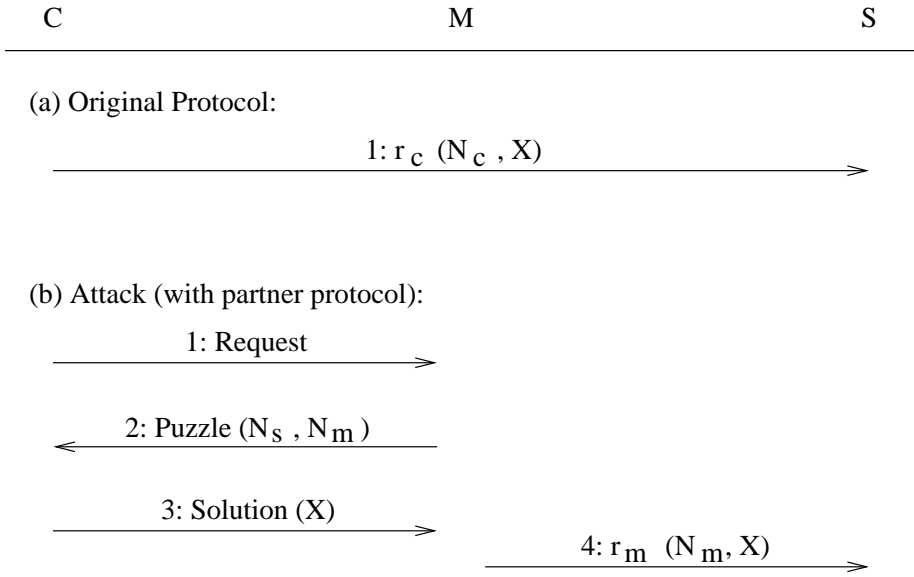 C M S
(a) Original Protocol:
1: r c (N c , X)
(b) Attack (with partner protocol):
1: Request
2: Puzzle (N s , N m )
3: Solution (X)
4: r m (N m, X)